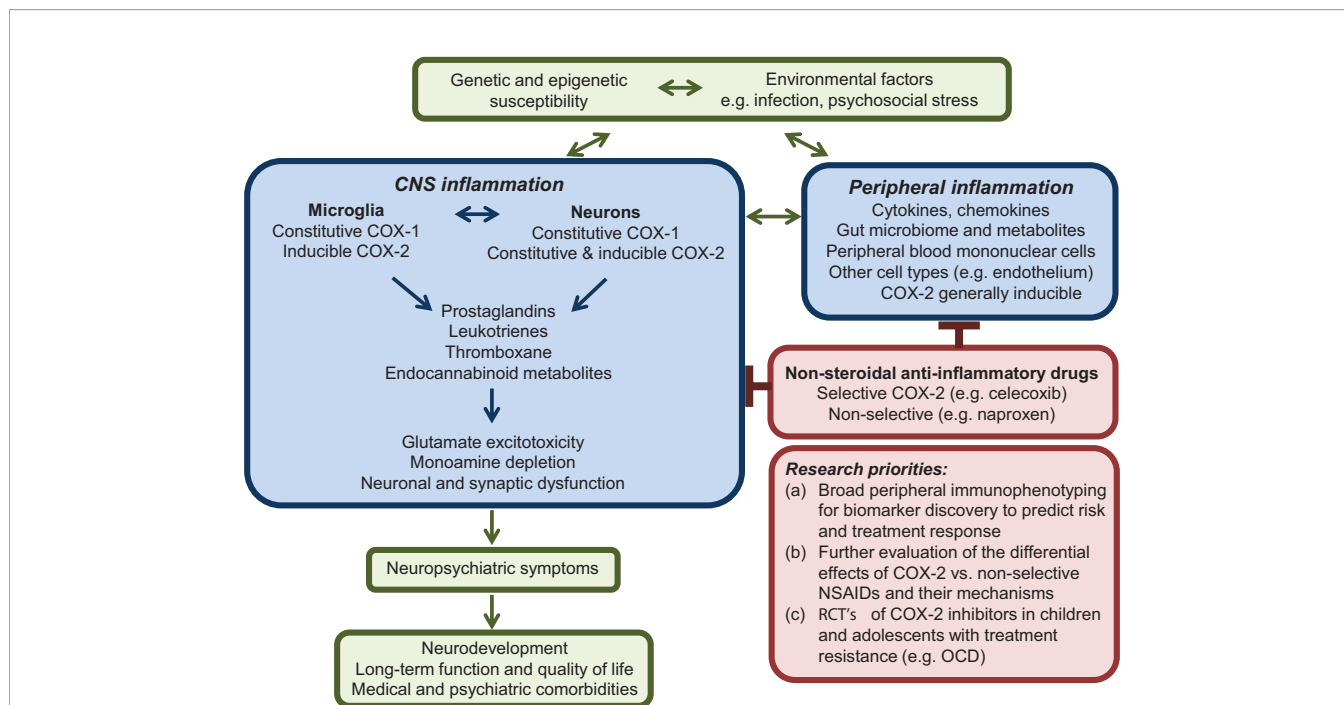 Genetic and epigenetic
susceptibility
Environmental factors
e.g. infection, psychosocial stress
CNS inflammation
Microglia
Constitutive COX-1
Inducible COX-2
Neurons
Constitutive COX-1
Constitutive & inducible COX-2
Prostaglandins
Leukotrienes
Thromboxane
Endocannabinoid metabolites
Glutamate excitotoxicity
Monoamine depletion
Neuronal and synaptic dysfunction
Peripheral inflammation
Cytokines, chemokines
Gut microbiome and metabolites
Peripheral blood mononuclear cells
Other cell types (e.g. endothelium)
COX-2 generally inducible
Non-steroidal anti-inflammatory drugs
Selective COX-2 (e.g. celecoxib)
Non-selective (e.g. naproxen)
Research priorities:
(a) Broad peripheral immunophenotyping
for biomarker discovery to predict risk
and treatment response
(b) Further evaluation of the differential
effects of COX-2 vs. non-selective
NSAIDs and their mechanisms
(c) RCT's of COX-2 inhibitors in children
and adolescents with treatment
resistance (e.g. OCD)
Neuropsychiatric symptoms
Neurodevelopment
Long-term function and quality of life
Medical and psychiatric comorbidities